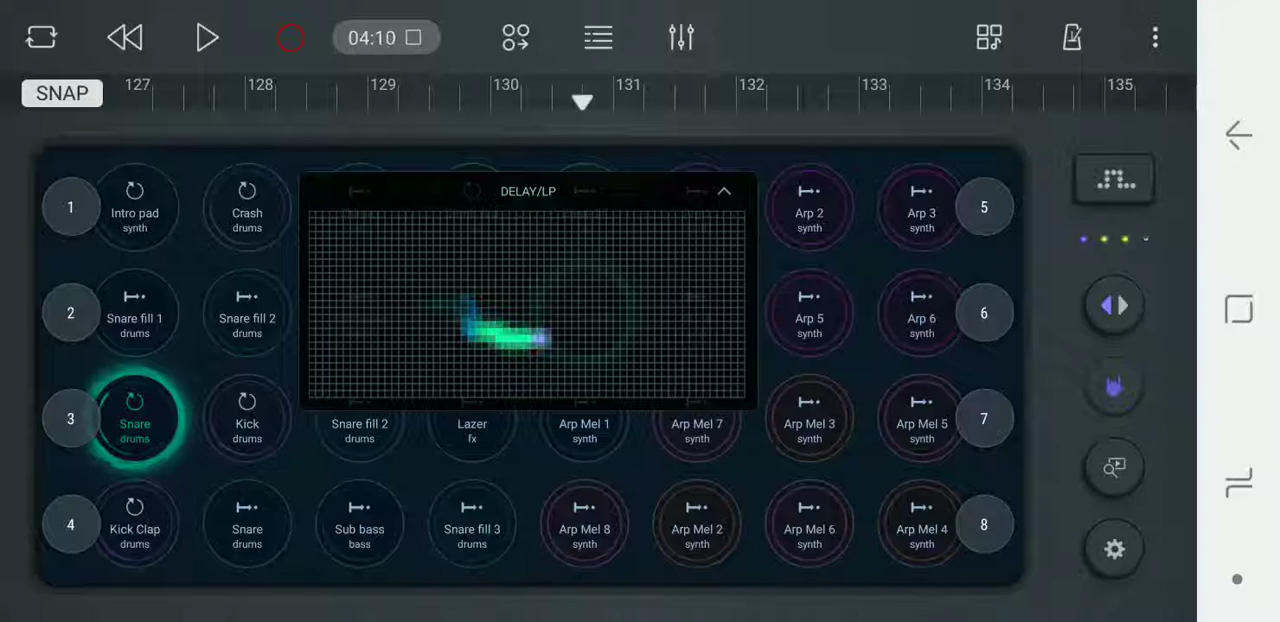 04:10
SNAP
127 128 129 130 131 132 133 134 135
DELAY/LP
1
Intro pad
synth
Crash
drums
Arp 2
synth
Arp 3
synth
5
2
Snare fill 1
drums
Snare fill 2
drums
Arp 5
synth
Arp 6
synth
6
3
Snare
drums
Kick
drums
Snare fill 2
drums
Lazer
fx
Arp Mel 1
synth
Arp Mel 7
synth
Arp Mel 3
synth
Arp Mel 5
synth
7
4
Kick Clap
drums
Snare
drums
Sub bass
bass
Snare fill 3
drums
Arp Mel 8
synth
Arp Mel 2
synth
Arp Mel 6
synth
Arp Mel 4
synth
8